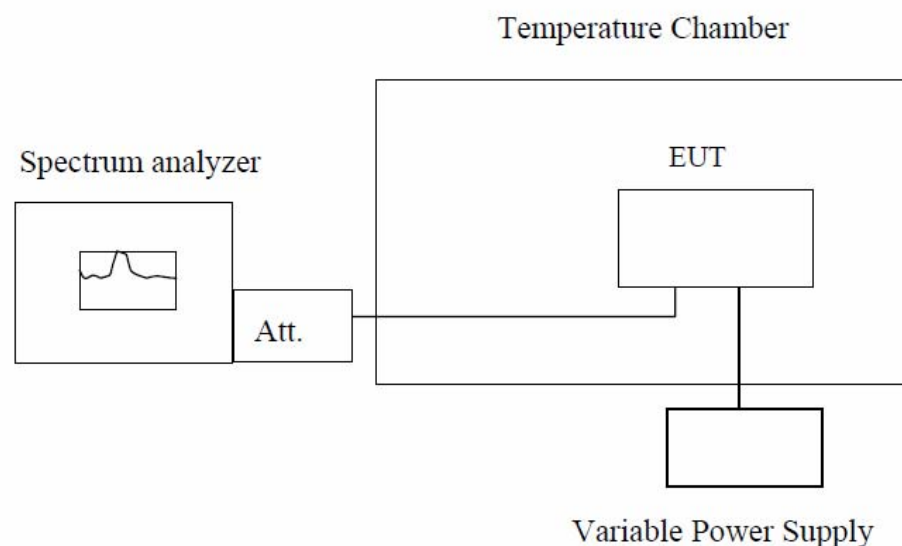 Temperature Chamber
Spectrum analyzer
EUT
Att.
Variable Power Supply